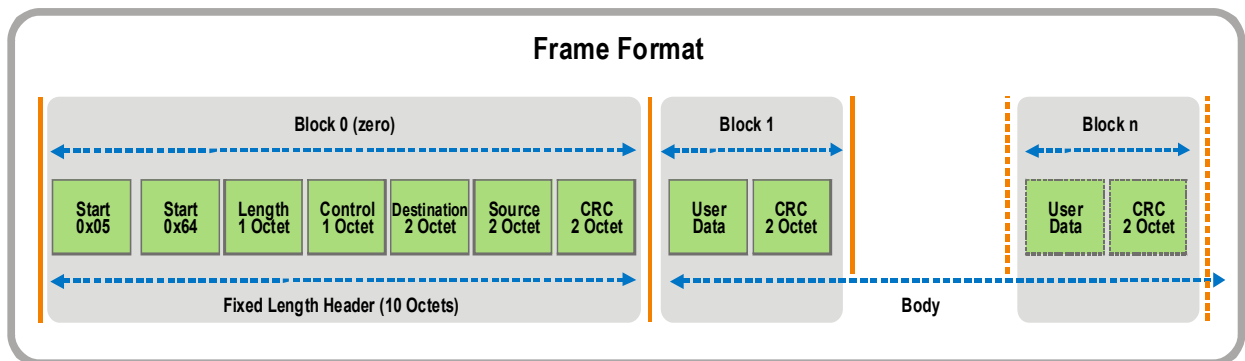 Frame Format
Block 0 (zero)
Block 1
Block n
Start
0x05
Start
0x64
Length
1 Octet
Control
1 Octet
Destination
2 Octet
Source
2 Octet
CRC
2 Octet
User
Data
CRC
2 Octet
User
Data
CRC
2 Octet
Fixed Length Header (10 Octets)
Body